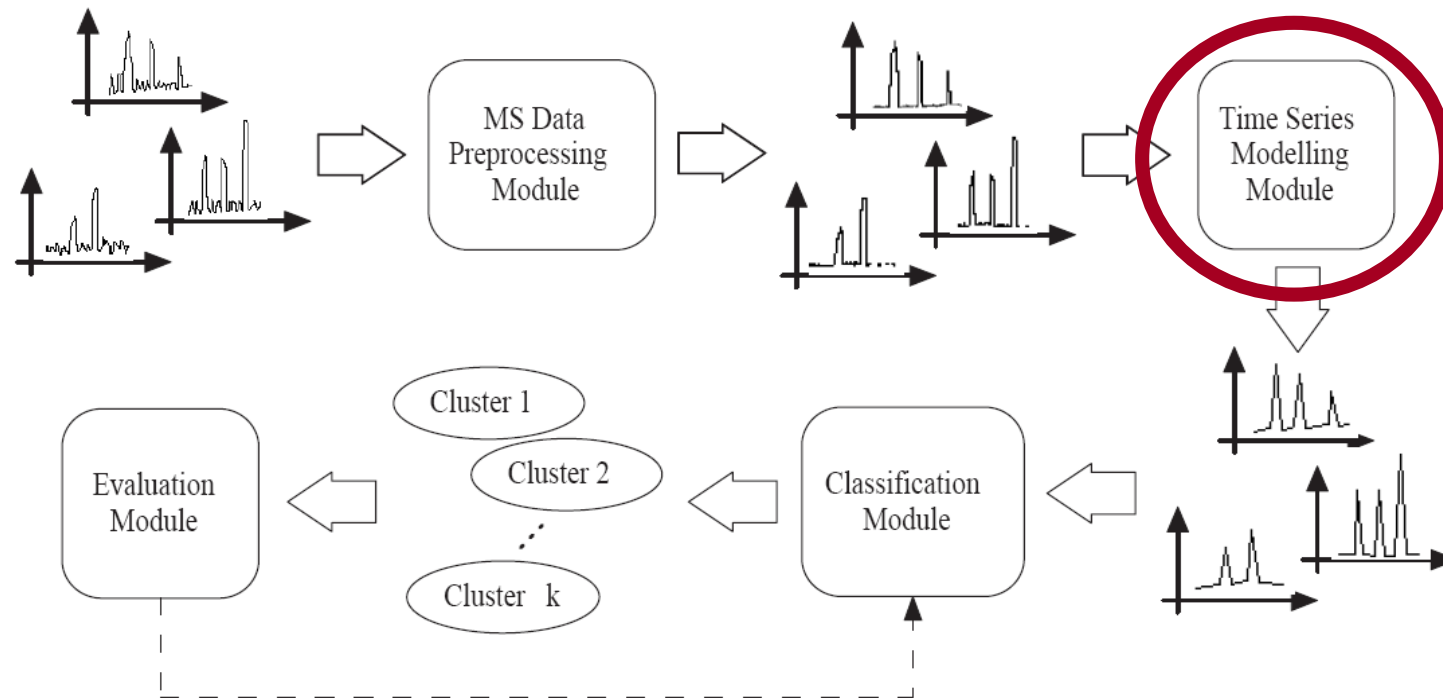 MS Data
Preprocessing
Module
Time Series
Modelling
Module
Classification
Module
Cluster 1
Cluster 2
Cluster k
Evaluation
Module